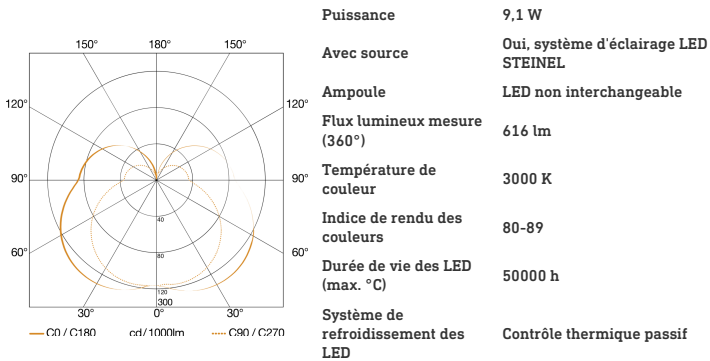 150° 180° 150°
120° 120°
90° 90°
60° 60°
40
80
120
300
30° 0° 30°
C0 / C180 cd/1000lm C90 / C270
Puissance 9,1 W
Avec source Oui, système d'éclairage LED
STEINEL
Ampoule LED non interchangeable
Flux lumineux mesure
(360°) 616 lm
Température de
couleur 3000 K
Indice de rendu des
couleurs 80-89
Durée de vie des LED
(max. °C) 50000 h
Système de
refroidissement des
LED Contrôle thermique passif